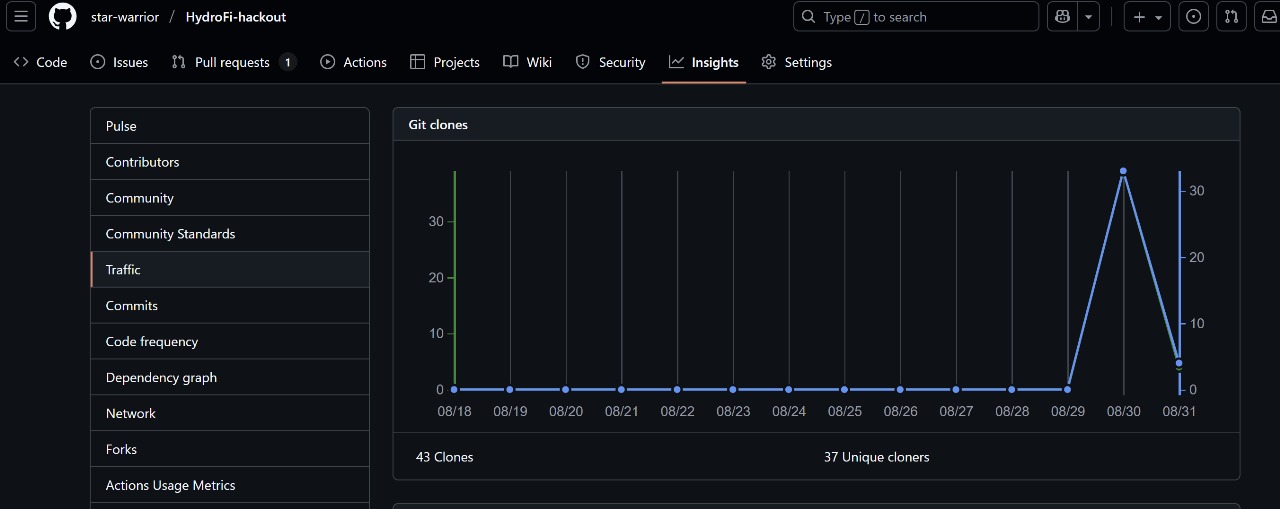 star-warrior / HydroFi-hackout Type / to search
Code Issues Pull requests 1 Actions Projects Wiki Security Insights Settings
Pulse
Contributors
Community
Community Standards
Traffic
Commits
Code frequency
Dependency graph
Network
Forks
Actions Usage Metrics
Git clones
30
20
10
0
30
20
10
0
08/18 08/19 08/20 08/21 08/22 08/23 08/24 08/25 08/26 08/27 08/28 08/29 08/30 08/31
43 Clones 37 Unique cloners